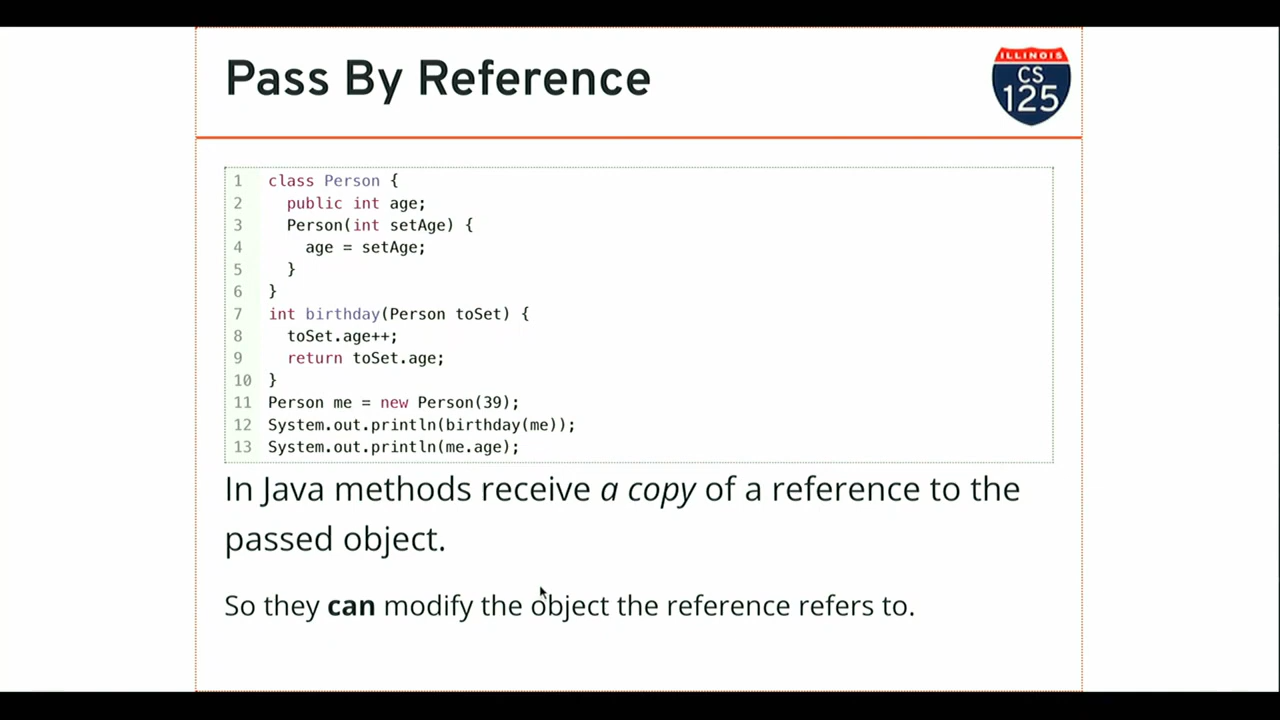 Pass By Reference
ILLINOIS
CS
125
1 class Person {
2   public int age;
3   Person(int setAge) {
4     age = setAge;
5   }
6 }
7 int birthday(Person toSet) {
8   toSet.age++;
9   return toSet.age;
10 }
11 Person me = new Person(39);
12 System.out.println(birthday(me));
13 System.out.println(me.age);
In Java methods receive a copy of a reference to the
passed object.
So they can modify the object the reference refers to.